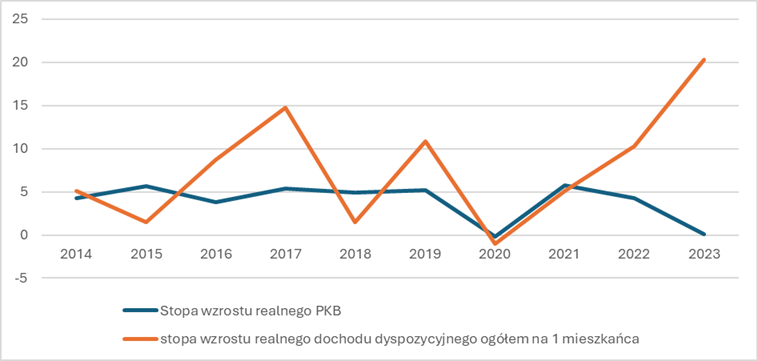 25
20
15
10
5
0
2014 2015 2016 2017 2018 2019 2020 2021 2022 2023
-5
Stopa wzrostu realnego PKB
stopa wzrostu realnego dochodu dyspozycyjnego ogółem na 1 mieszkańca